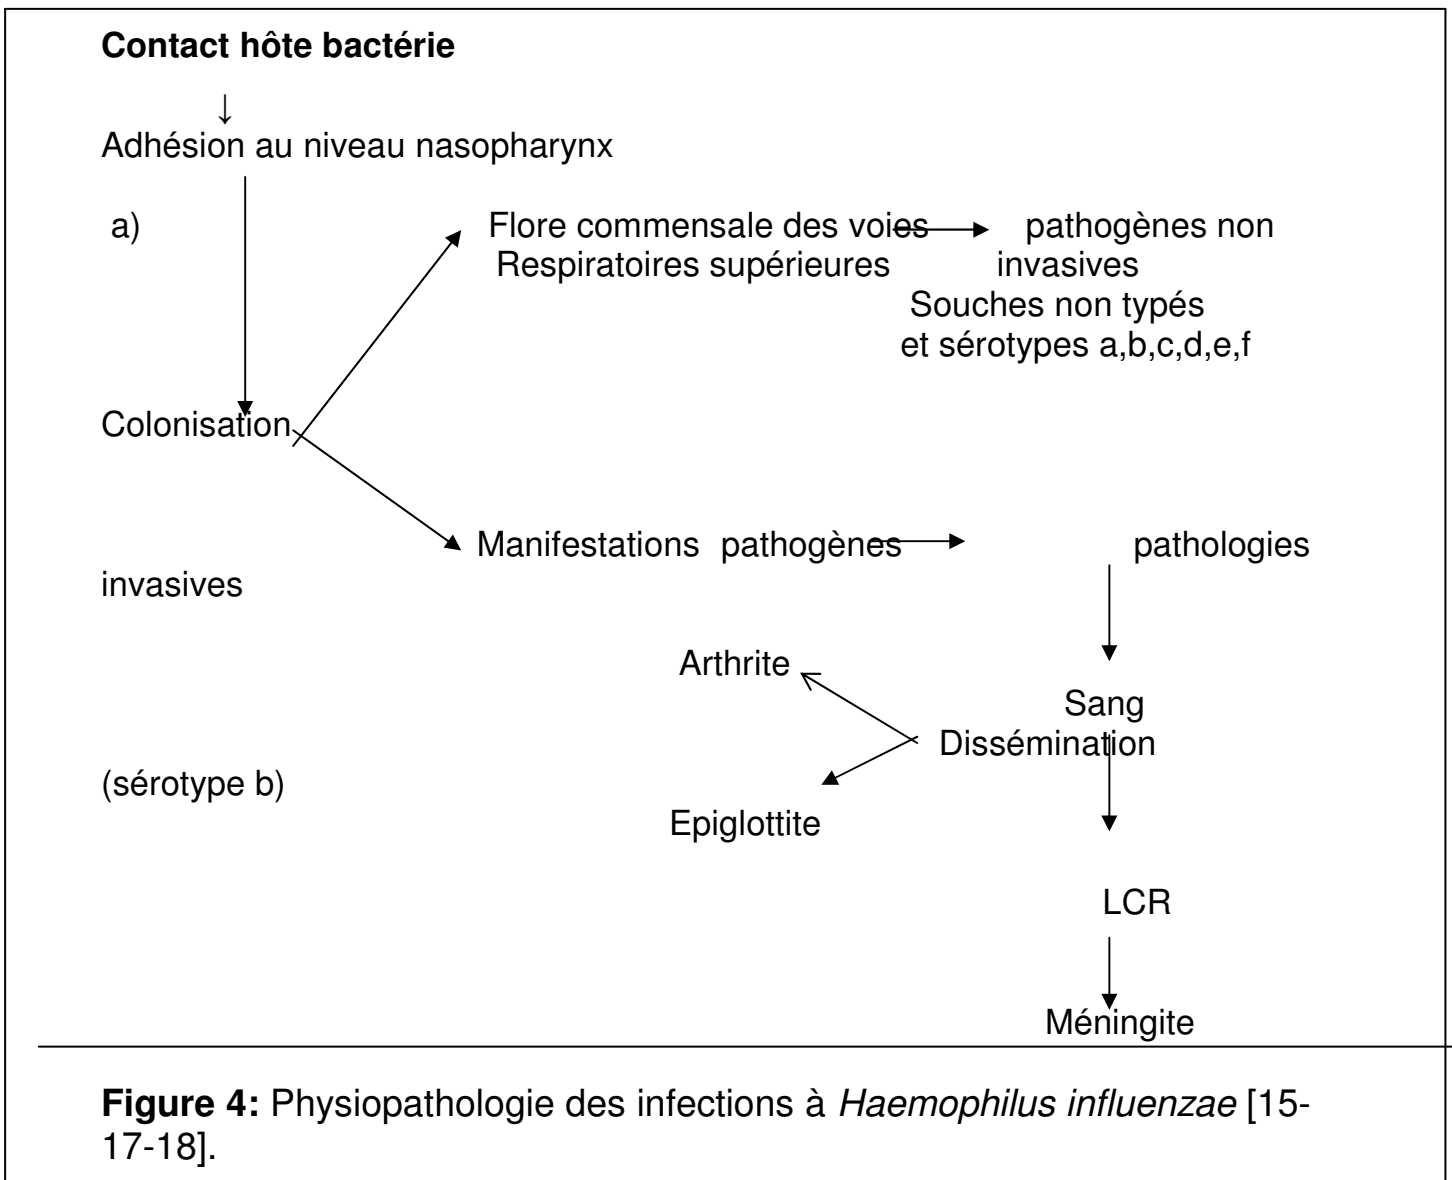 Contact hôte bactérie
↓
Adhésion au niveau nasopharynx
a) Flore commensale des voies pathogènes non
Respiratoires supérieures invasives
Souches non typés
et sérotypes a,b,c,d,e,f
Colonisation
Manifestations pathogènes pathologies
invasives
Arthrite
Sang
Dissémination
(sérotype b)
Epiglottite
LCR
Méningite
Figure 4: Physiopathologie des infections à Haemophilus influenzae [15-
17-18].